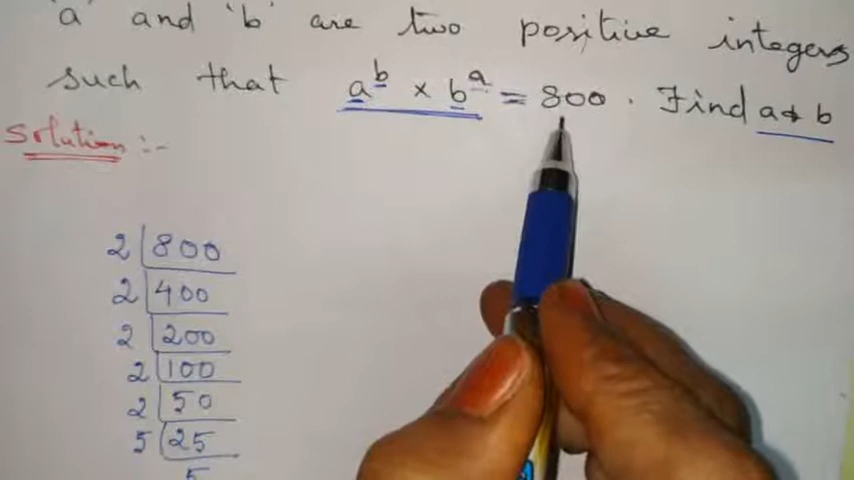 'a' and 'b' are two positive integers
such that a^b × b^a = 800 . Find a & b
Solution :-
2 | 800
2 | 400
2 | 200
2 | 100
2 | 50
5 | 25
5